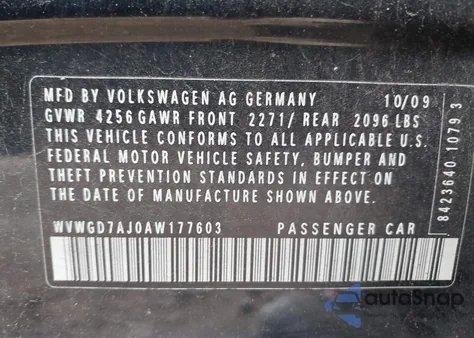 MFD BY VOLKSWAGEN AG GERMANY 10/09
GVWR 4256 GAWR FRONT 2271/ REAR 2096 LBS
THIS VEHICLE CONFORMS TO ALL APPLICABLE U.S.
FEDERAL MOTOR VEHICLE SAFETY, BUMPER AND
THEFT PREVENTION STANDARDS IN EFFECT ON THE
DATE OF MANUFACTURE SHOWN ABOVE.
WVWGD7AJ0AW177603 PASSENGER CAR
8423640 1079 3
autoSnap